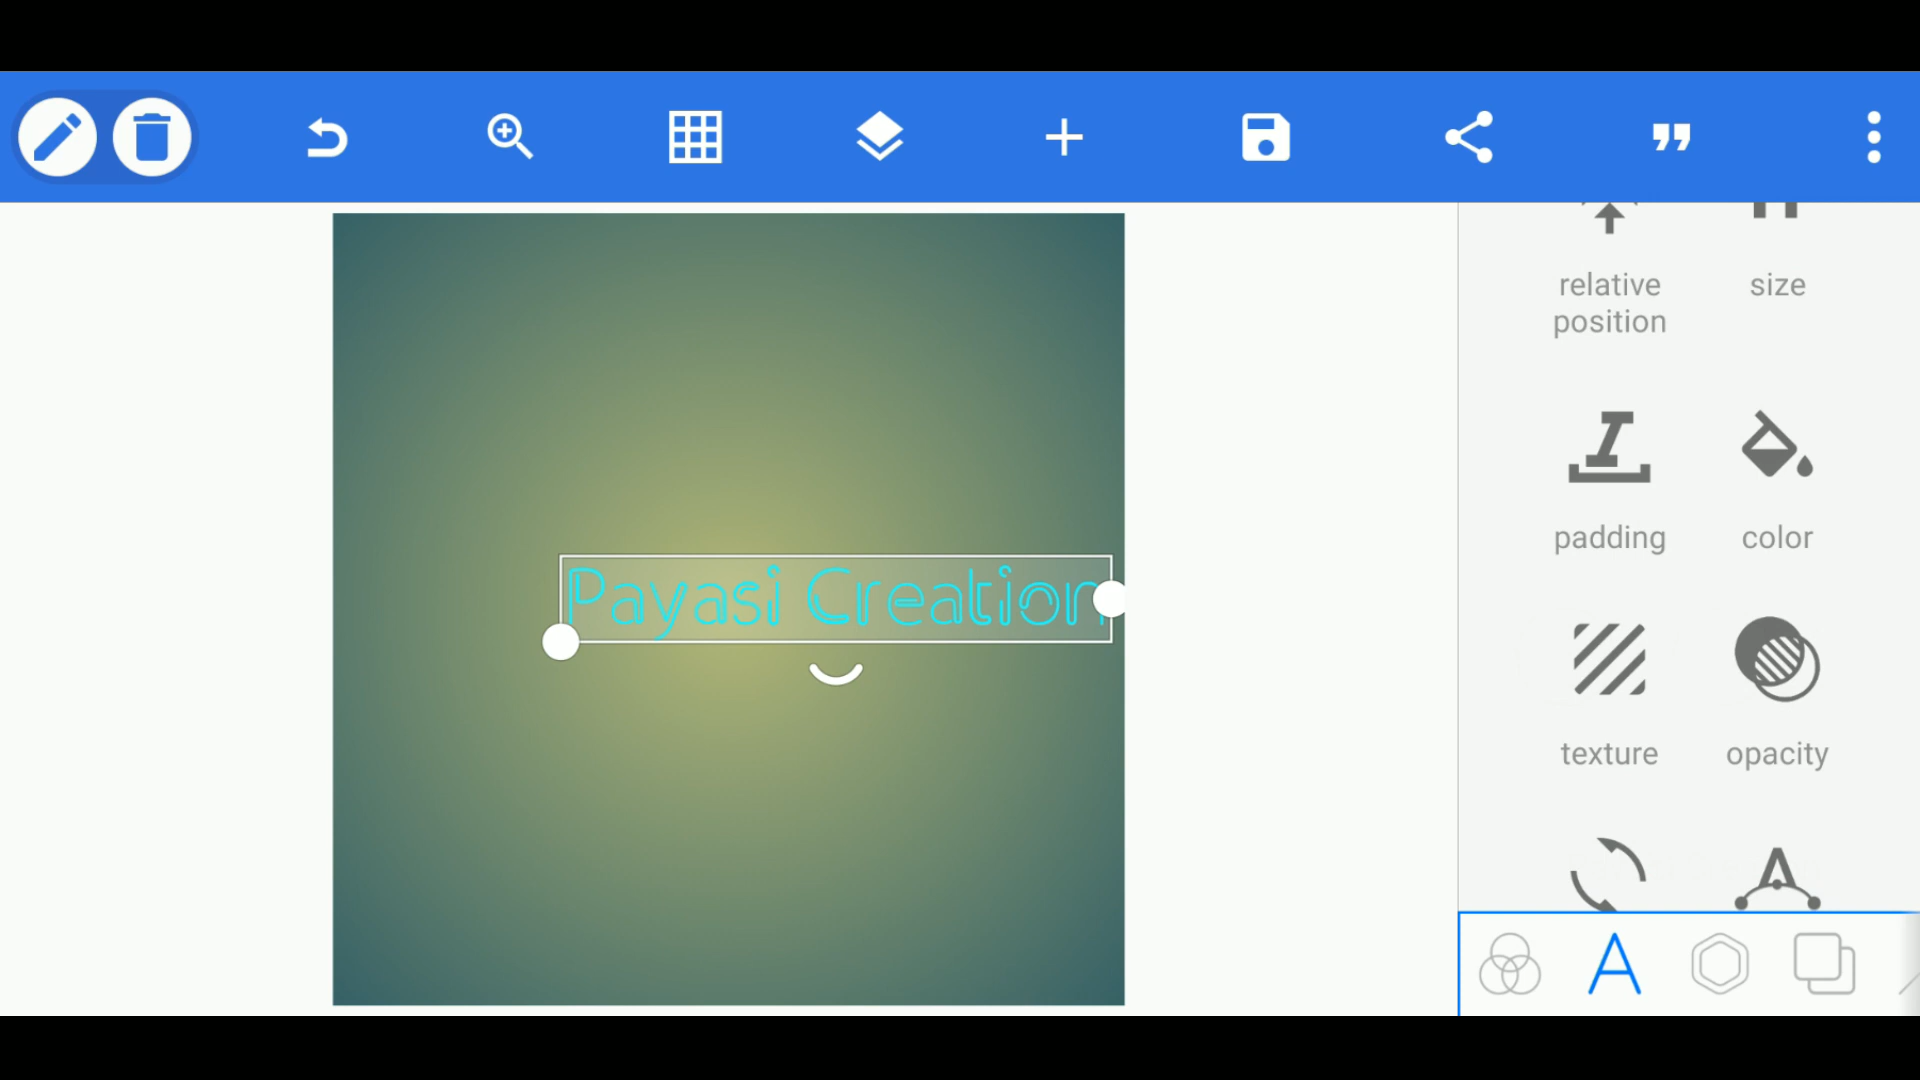 relative
position
size
padding
color
Payasi Creation
texture
opacity